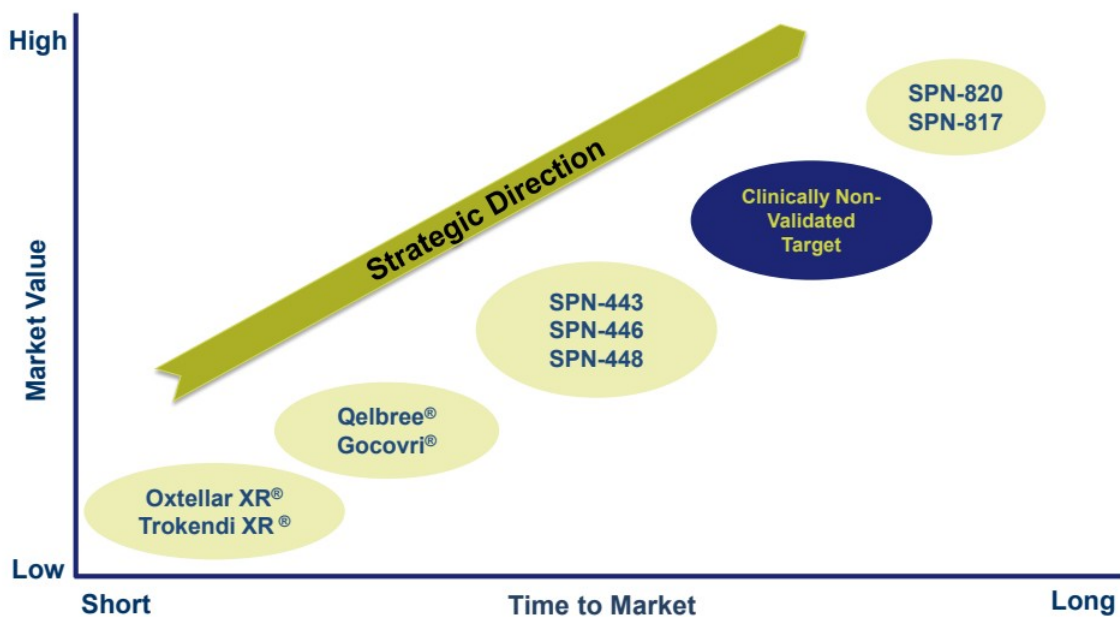 High
SPN-820
SPN-817
Strategic Direction
Clinically Non-
Validated
Target
Market Value
SPN-443
SPN-446
SPN-448
Qelbree®
Gocovri®
Oxtellar XR®
Trokendi XR ®
Low
Short
Time to Market
Long